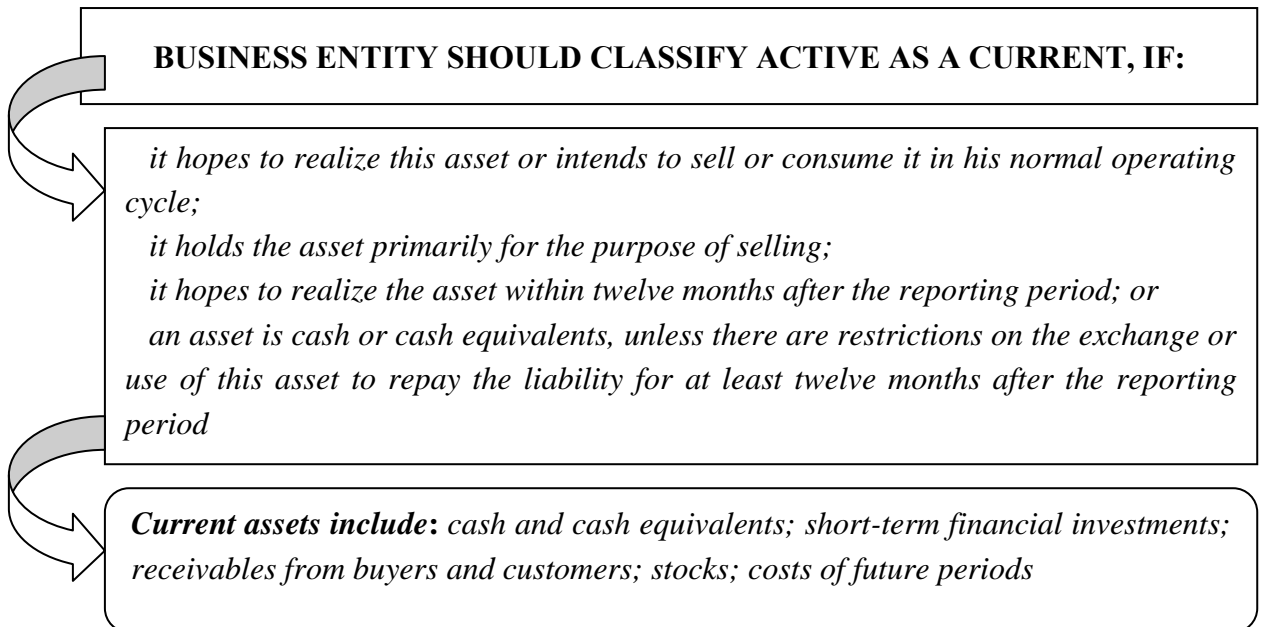 BUSINESS ENTITY SHOULD CLASSIFY ACTIVE AS A CURRENT, IF:
it hopes to realize this asset or intends to sell or consume it in his normal operating
cycle;
it holds the asset primarily for the purpose of selling;
it hopes to realize the asset within twelve months after the reporting period; or
an asset is cash or cash equivalents, unless there are restrictions on the exchange or
use of this asset to repay the liability for at least twelve months after the reporting
period
Current assets include: cash and cash equivalents; short-term financial investments;
receivables from buyers and customers; stocks; costs of future periods